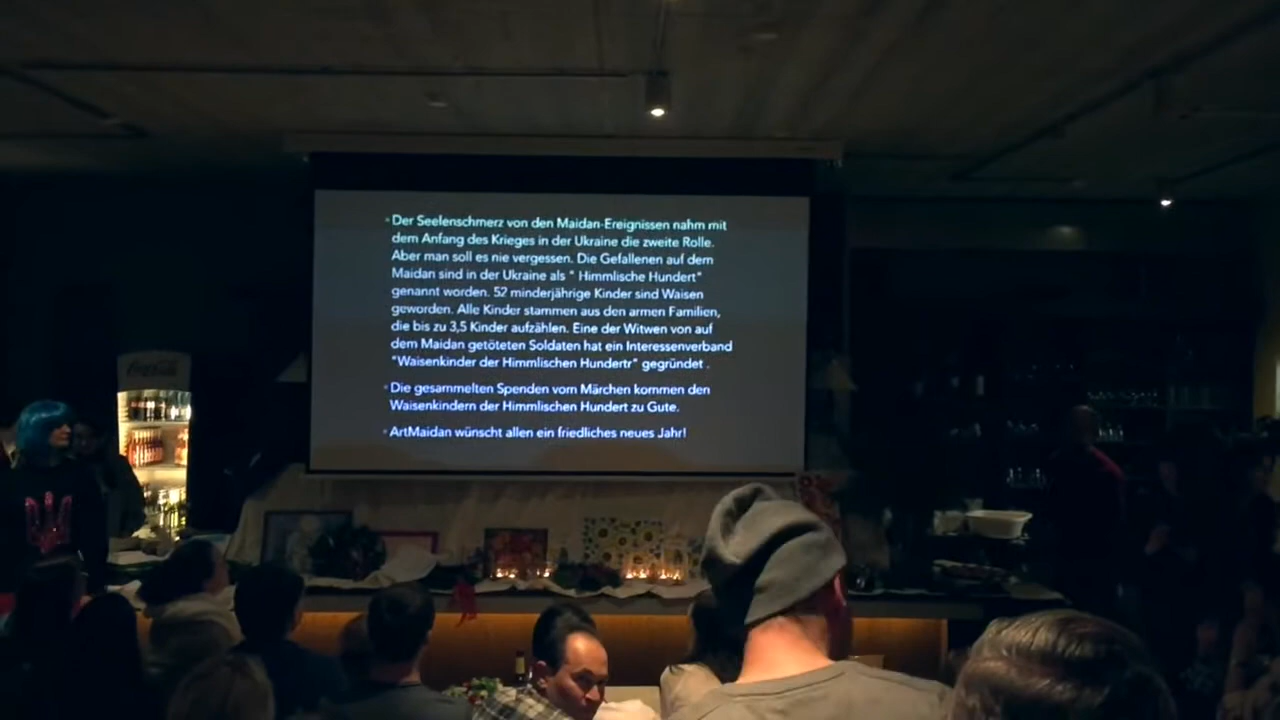 Der Seelenschmerz von den Maidan-Ereignissen nahm mit
dem Anfang des Krieges in der Ukraine die zweite Rolle.
Aber man soll es nie vergessen. Die Gefallenen auf dem
Maidan sind in der Ukraine als " Himmlische Hundert"
genannt worden. 52 minderjährige Kinder sind Waisen
geworden. Alle Kinder stammen aus den armen Familien,
die bis zu 3,5 Kinder aufzählen. Eine der Witwen von auf
dem Maidan getöteten Soldaten hat ein Interessenverband
"Waisenkinder der Himmlischen Hundertr" gegründet .
Die gesammelten Spenden vom Märchen kommen den
Waisenkindern der Himmlischen Hundert zu Gute.
ArtMaidan wünscht allen ein friedliches neues Jahr!
Coca-Cola